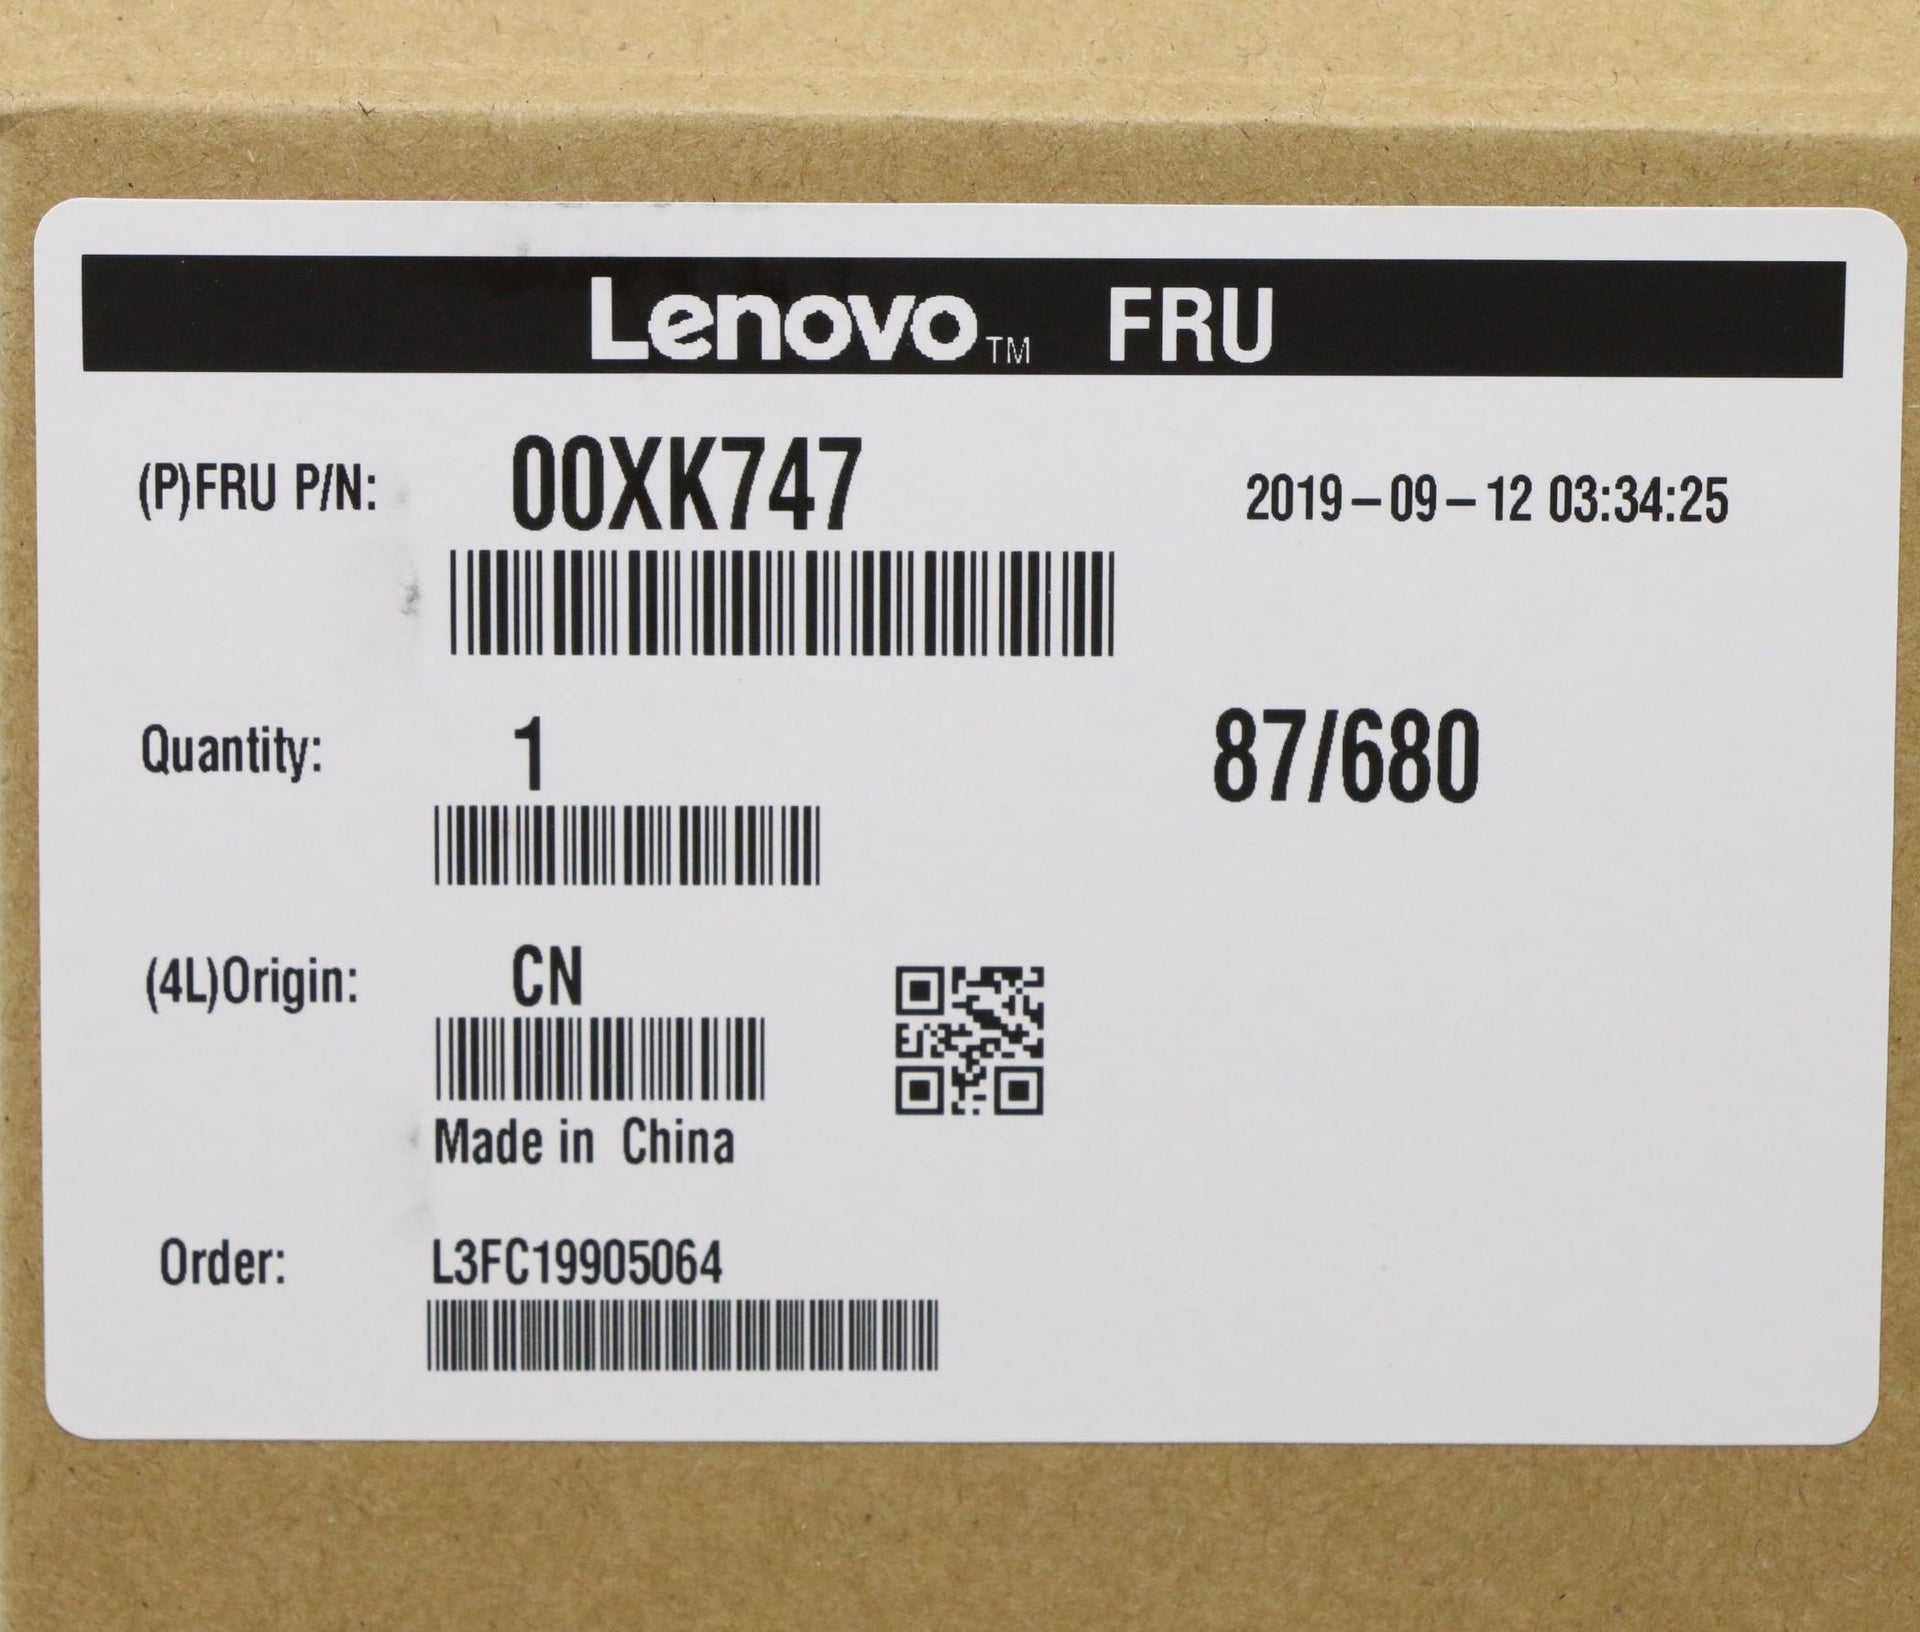 Lenovo™ FRU
(P)FRU P/N: 00XK747 2019-09-12 03:34:25
Quantity: 1 87/680
(4L)Origin: CN
Made in China
Order: L3FC19905064